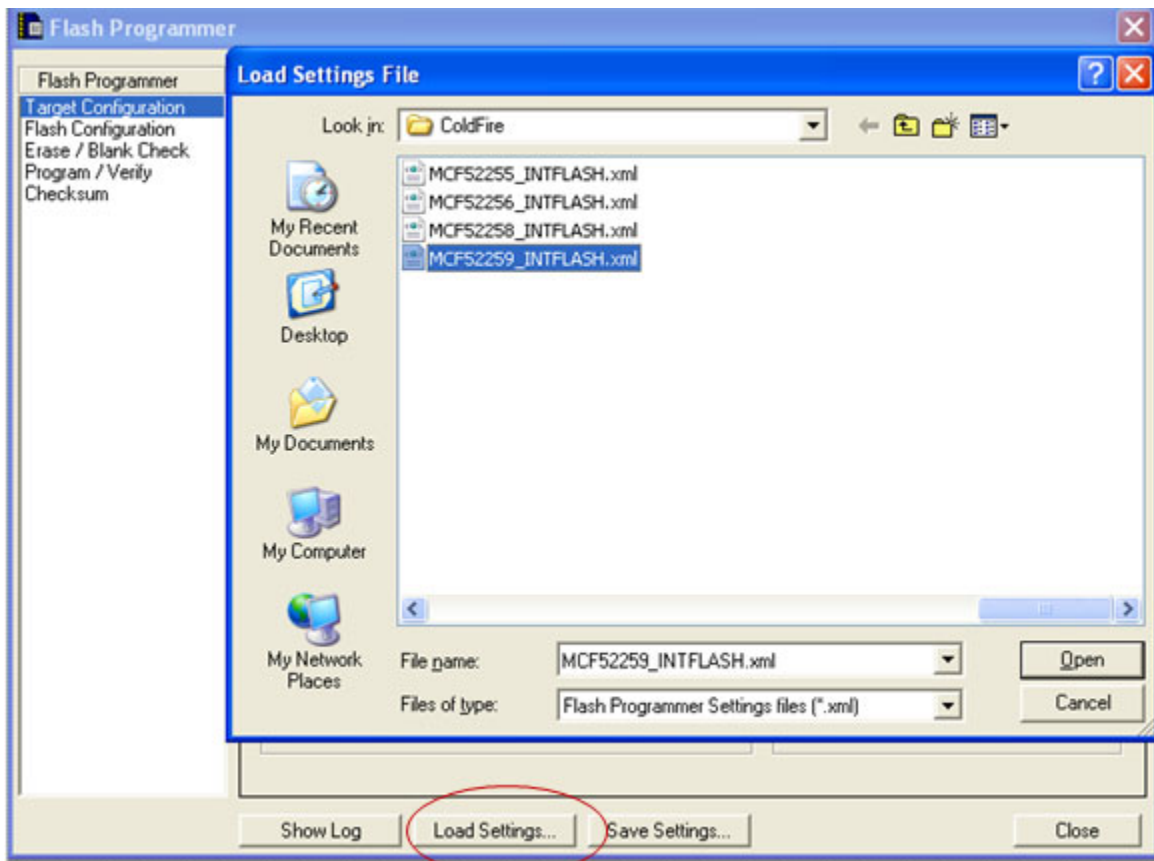 Flash Programmer
Flash Programmer
Target Configuration
Flash Configuration
Erase / Blank Check
Program / Verify
Checksum
Load Settings File
Look in:
ColdFire
My Recent
Documents
Desktop
My Documents
My Computer
My Network
Places
MCF52255_INTFLASH.xml
MCF52256_INTFLASH.xml
MCF52258_INTFLASH.xml
MCF52259_INTFLASH.xml
File name:
MCF52259_INTFLASH.xml
Open
Files of type:
Flash Programmer Settings files (*.xml)
Cancel
Show Log
Load Settings...
Save Settings...
Close